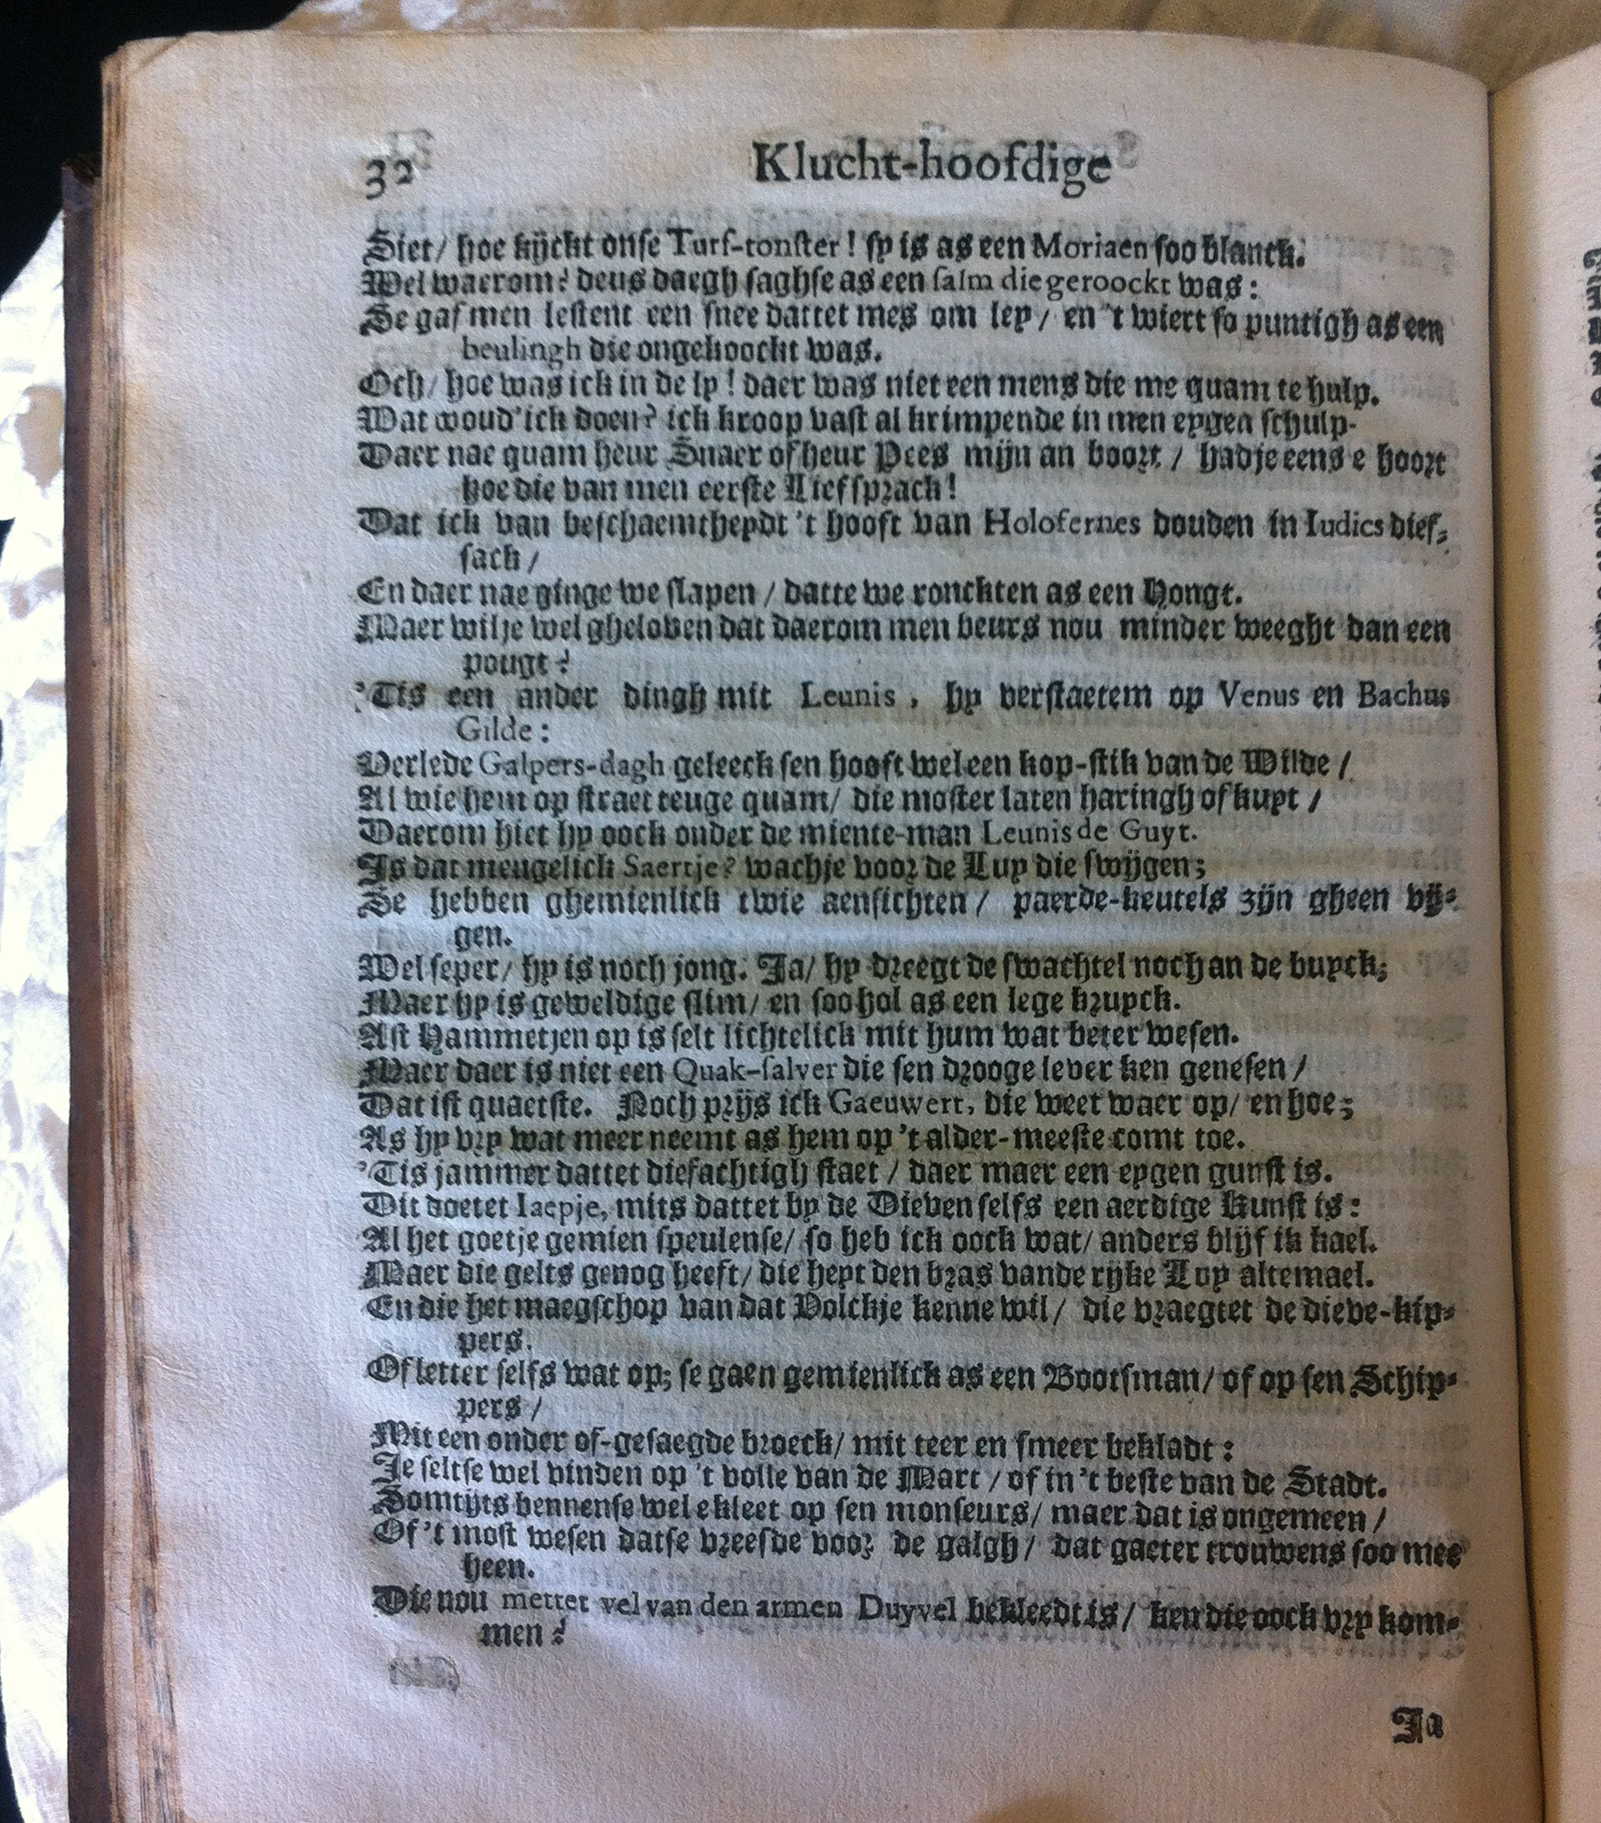 32 Klucht-hoofdige
Siet/ hoe kijckt onse Turf-tonster! sy is as een Moriaen soo blanck.
Wel waerom? deus daegh saghse as een salm die geroockt was:
Se gaf men lestent een snee dattet mes om ley/ en 't wiert so puntigh as een
beulingh die ongekoockt was.
Och/ hoe was ick in de ly! daer was niet een mens die me quam te hulp.
Wat woud' ick doen? ick kroop vast al krimpende in men eygen schulp.
Daer nae quam heur Snaer of heur Pees mijn an boort/ hadje eens e hoort
hoe die van men eerste Lief sprach!
Dat ick van beschaemtheydt 't hooft van Holofernes douden in Iudics dief-
sack/
En daer nae ginge we slapen/ datte we ronckten as een Hongt.
Maer wilje wel gheloven dat daerom men beurs nou minder weeght dan een
pougt?
'Tis een ander dingh mit Leunis, hy verstaetem op Venus en Bachus
Gilde:
Verlede Galpers-dagh geleeck sen hooft wel een kop-stik van de Wilde/
Al wie hem op straet teuge quam/ die moster laten haringh of kuyt/
Daerom hiet hy oock onder de miente-man Leunis de Guyt.
Is dat meugelick Saertje? wachje voor de Luy die swijgen;
Se hebben ghemienlick twie aensichten/ paerde-keutels zijn gheen vij-
gen.
Wel seper/ hy is noch jong. Ja/ hy dreegt de swachtel noch an de buyck;
Maer hy is geweldige slim/ en soo hol as een lege kruyck.
Ast Hammetjen op is selt lichtelick mit hum wat beter wesen.
Maer daer is niet een Quak-salver die sen drooge lever ken genesen/
Dat ist quaetste. Noch prijs ick Gaeuwert, die weet waer op/ en hoe;
As hy vry wat meer neemt as hem op 't alder-meeste comt toe.
'Tis jammer dattet diefachtigh staet/ daer maer een eygen gunst is.
Dit doetet Iaepje, mits dattet by de Dieven selfs een aerdige Kunst is:
Al het goetje gemien speulense/ so heb ick oock wat/ anders blijf ik kael.
Maer die gelts genog heeft/ die heyt den bras vande rijke Luy altemael.
En die het maegschop van dat Volckje kenne wil/ die vraegtet de dieve-kip-
pers.
Of letter selfs wat op; se gaen gemienlick as een Bootsman/ of op sen Schip-
pers/
Mit een onder of-gesaegde broeck/ mit teer en smeer bekladt:
Je seltse wel vinden op 't volle van de Mart/ of in 't beste van de Stadt.
Somtijts bennense wel ekleet op sen monseurs/ maer dat is ongemeen/
Of 't most wesen datse vreesde voor de galgh/ dat gaeter trouwens soo mee
heen.
Die nou mettet vel van den armen Duyvel bekleedt is/ ken die oock vry kom-
men?
Ja